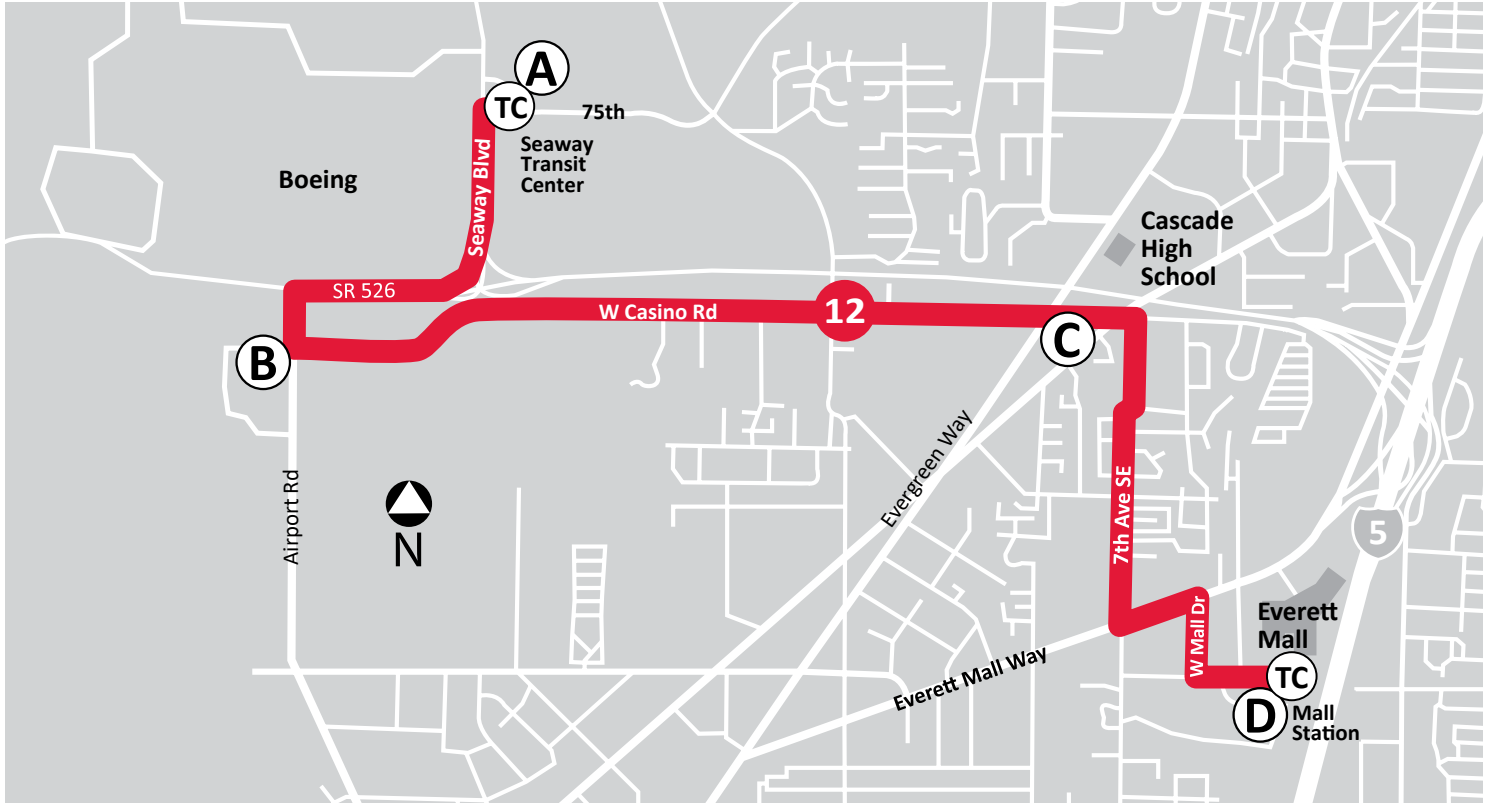 A
TC
75th
Seaway
Transit
Center
Boeing
Seaway Blvd
Cascade
High
School
SR 526
W Casino Rd
12
B
C
Evergreen Way
Airport Rd
N
7th Ave SE
5
W Mall Dr
Everett
Mall
Everett Mall Way
TC
D
Mall
Station